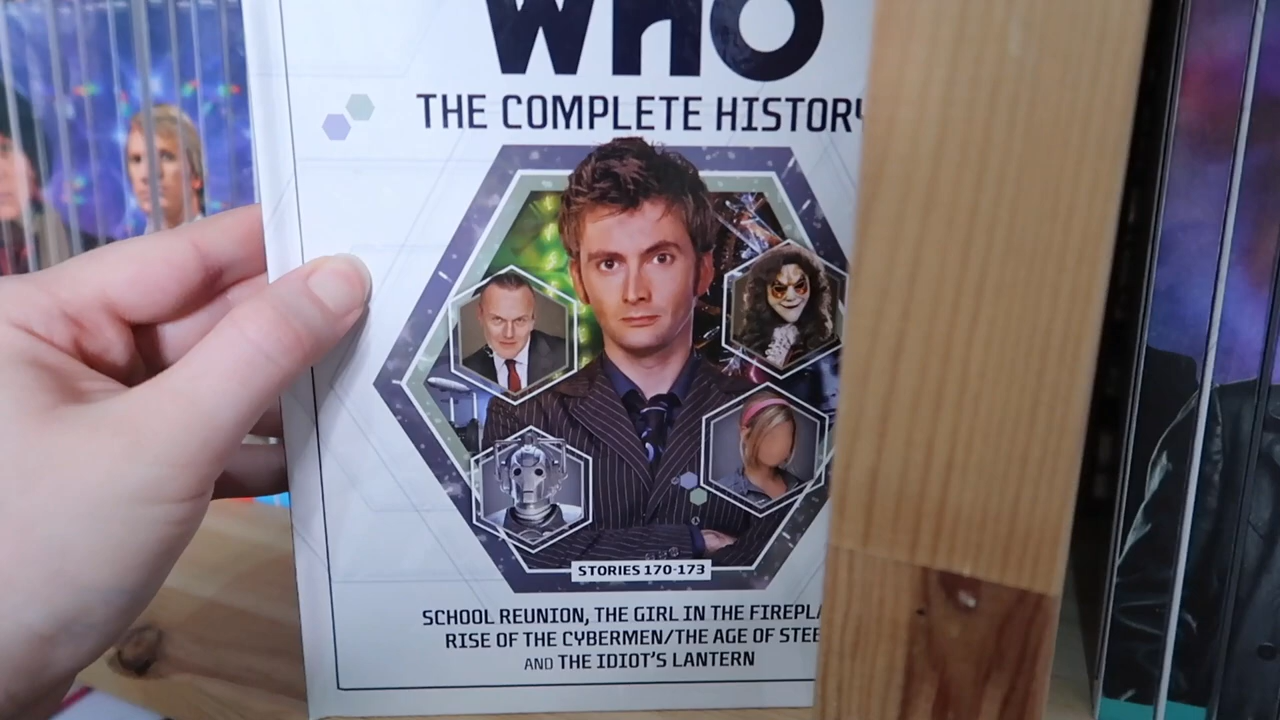 WHO
THE COMPLETE HISTORY
STORIES 170-173
SCHOOL REUNION, THE GIRL IN THE FIREPLA
RISE OF THE CYBERMEN/THE AGE OF STEE
AND THE IDIOT'S LANTERN